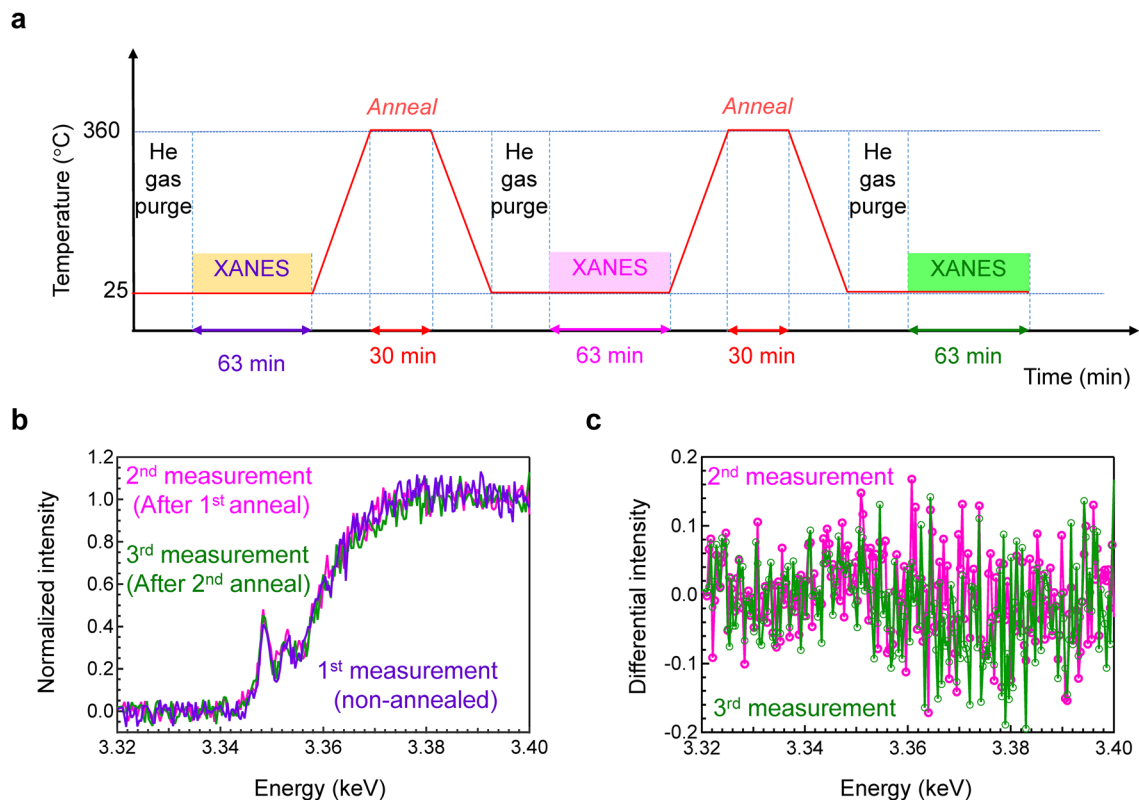 a
Temperature (°C)
360
25
Anneal
Anneal
He
gas
purge
He
gas
purge
He
gas
purge
XANES
XANES
XANES
63 min
30 min
63 min
30 min
63 min
Time (min)
b
Normalized intensity
1.2
1.0
0.8
0.6
0.4
0.2
0.0
2nd measurement
(After 1st anneal)
3rd measurement
(After 2nd anneal)
1st measurement
(non-annealed)
3.32
3.34
3.36
3.38
3.40
Energy (keV)
c
Differential intensity
0.2
0.1
0.0
-0.1
-0.2
2nd measurement
3rd measurement
3.32
3.34
3.36
3.38
3.40
Energy (keV)